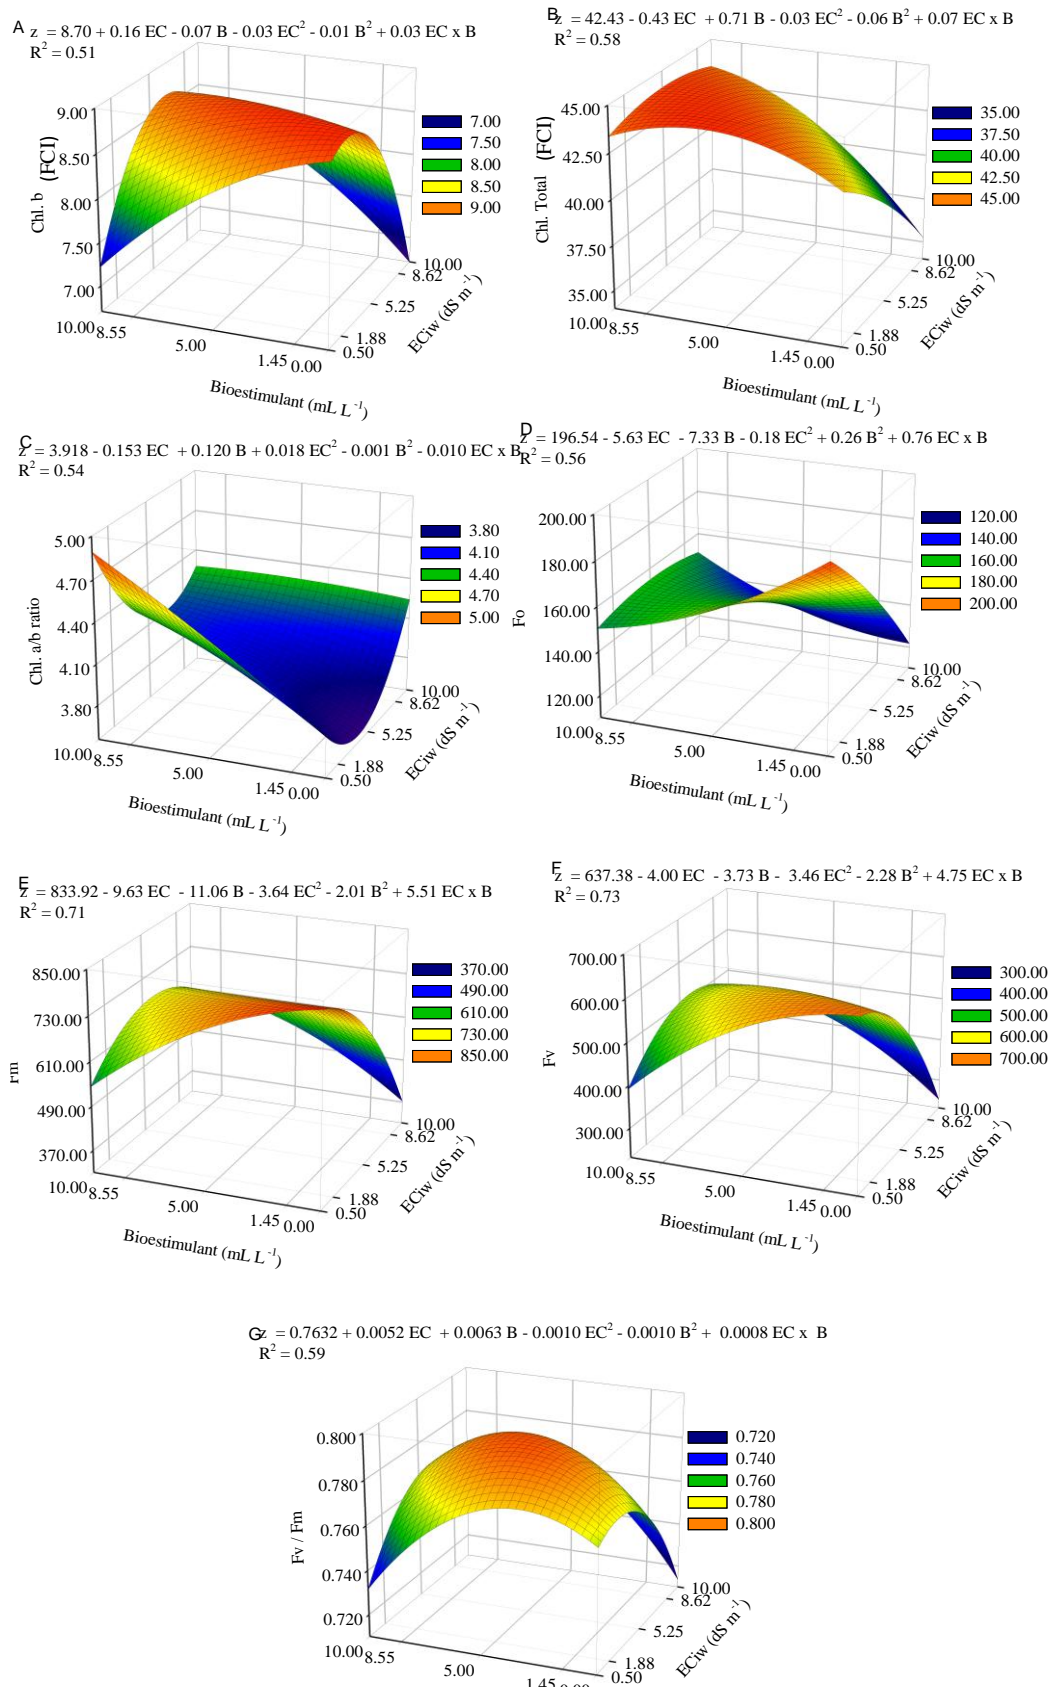 A z = 8.70 + 0.16 EC - 0.07 B - 0.03 EC² - 0.01 B² + 0.03 EC x B
R² = 0.51
9.00
8.50
8.00
7.50
7.00
Chl. b (FCI)
7.00
7.50
8.00
8.50
9.00
10.00 8.55 5.00 1.45 0.00
Bioestimulant (mL L⁻¹)
0.50 1.88 5.25 8.62 10.00
ECiw (dS m⁻¹)
B z = 42.43 - 0.43 EC + 0.71 B - 0.03 EC² - 0.06 B² + 0.07 EC x B
R² = 0.58
45.00
42.50
40.00
37.50
35.00
Chl. Total (FCI)
35.00
37.50
40.00
42.50
45.00
10.00 8.55 5.00 1.45 0.00
Bioestimulant (mL L⁻¹)
0.50 1.88 5.25 8.62 10.00
ECiw (dS m⁻¹)
C z = 3.918 - 0.153 EC + 0.120 B + 0.018 EC² - 0.001 B² - 0.010 EC x B
R² = 0.54
5.00
4.70
4.40
4.10
3.80
Chl. a/b ratio
3.80
4.10
4.40
4.70
5.00
10.00 8.55 5.00 1.45 0.00
Bioestimulant (mL L⁻¹)
0.50 1.88 5.25 8.62 10.00
ECiw (dS m⁻¹)
D z = 196.54 - 5.63 EC - 7.33 B - 0.18 EC² + 0.26 B² + 0.76 EC x B
R² = 0.56
200.00
180.00
160.00
140.00
120.00
Fo
120.00
140.00
160.00
180.00
200.00
10.00 8.55 5.00 1.45 0.00
Bioestimulant (mL L⁻¹)
0.50 1.88 5.25 8.62 10.00
ECiw (dS m⁻¹)
E z = 833.92 - 9.63 EC - 11.06 B - 3.64 EC² - 2.01 B² + 5.51 EC x B
R² = 0.71
850.00
730.00
610.00
490.00
370.00
Fm
370.00
490.00
610.00
730.00
850.00
10.00 8.55 5.00 1.45 0.00
Bioestimulant (mL L⁻¹)
0.50 1.88 5.25 8.62 10.00
ECiw (dS m⁻¹)
F z = 637.38 - 4.00 EC - 3.73 B - 3.46 EC² - 2.28 B² + 4.75 EC x B
R² = 0.73
700.00
600.00
500.00
400.00
300.00
Fv
300.00
400.00
500.00
600.00
700.00
10.00 8.55 5.00 1.45 0.00
Bioestimulant (mL L⁻¹)
0.50 1.88 5.25 8.62 10.00
ECiw (dS m⁻¹)
G z = 0.7632 + 0.0052 EC + 0.0063 B - 0.0010 EC² - 0.0010 B² + 0.0008 EC x B
R² = 0.59
0.800
0.780
0.760
0.740
0.720
Fv / Fm
0.720
0.740
0.760
0.780
0.800
10.00 8.55 5.00 1.45
0.50 1.88 5.25 8.62 10.00
ECiw (dS m⁻¹)